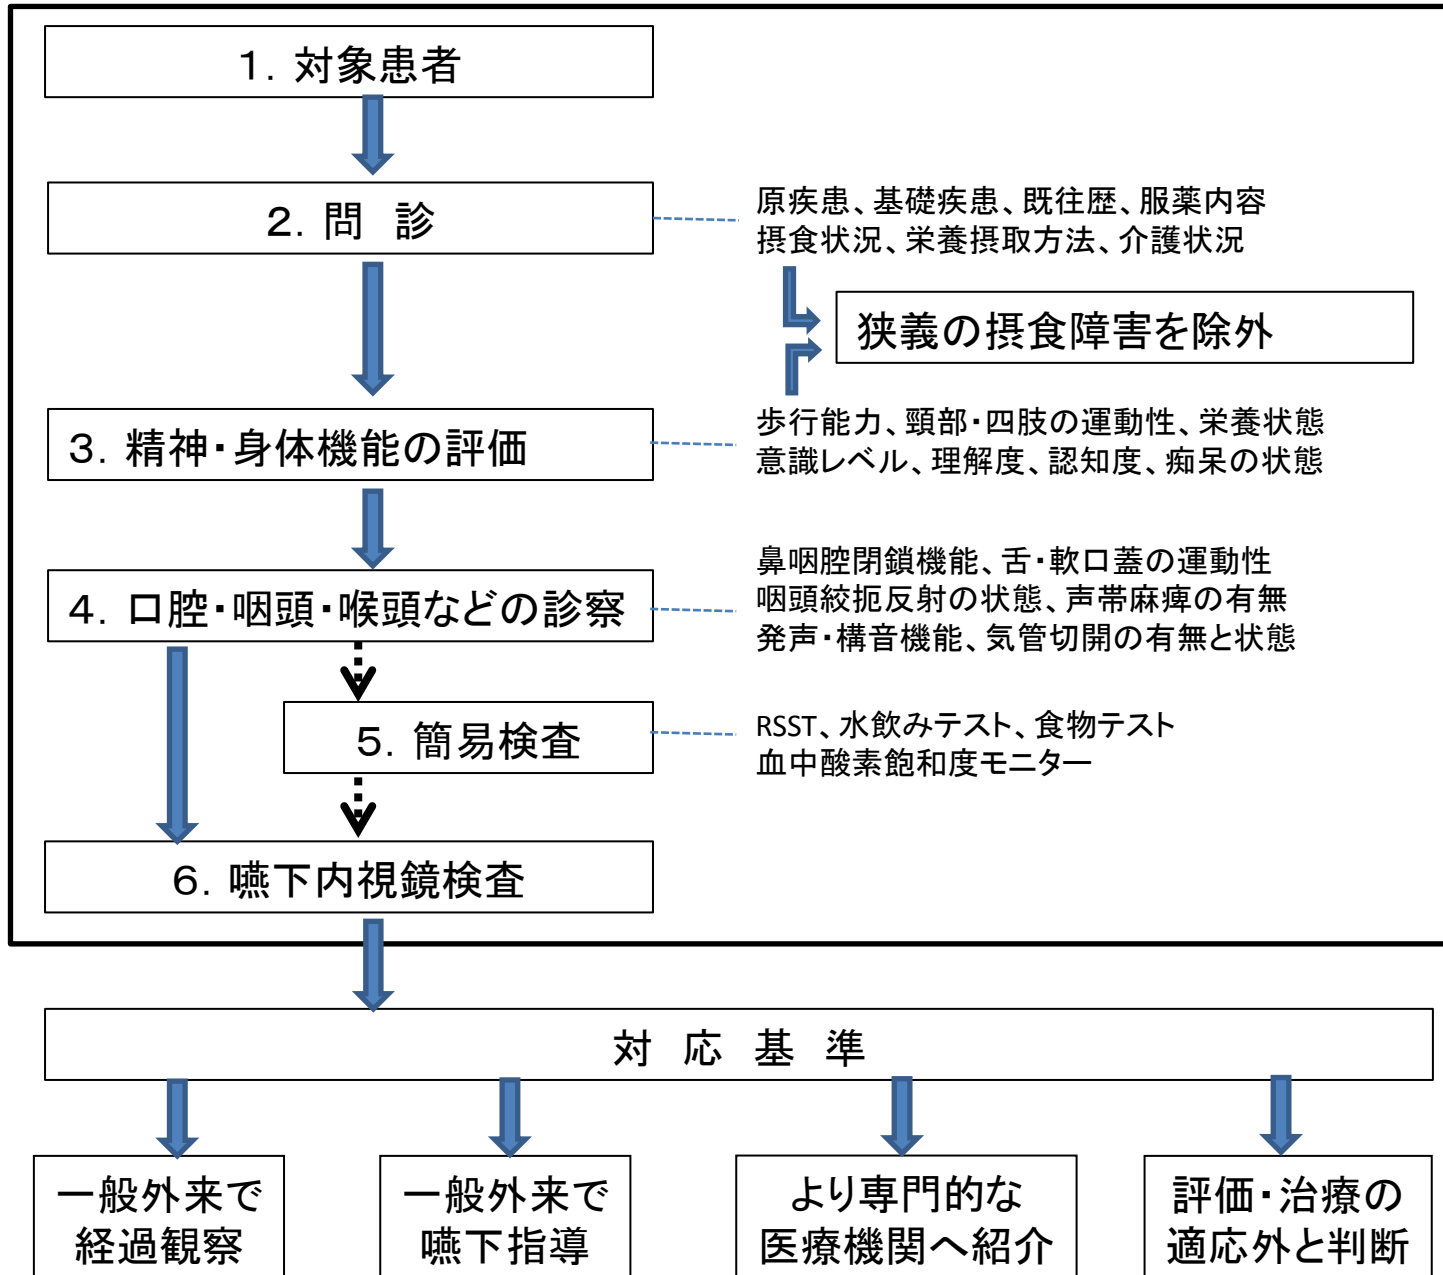 1. 対象患者
2. 問　診
原疾患、基礎疾患、既往歴、服薬内容
摂食状況、栄養摂取方法、介護状況
狭義の摂食障害を除外
3. 精神・身体機能の評価
歩行能力、頸部・四肢の運動性、栄養状態
意識レベル、理解度、認知度、痴呆の状態
4. 口腔・咽頭・喉頭などの診察
鼻咽腔閉鎖機能、舌・軟口蓋の運動性
咽頭絞扼反射の状態、声帯麻痺の有無
発声・構音機能、気管切開の有無と状態
5. 簡易検査
RSST、水飲みテスト、食物テスト
血中酸素飽和度モニター
6. 嚥下内視鏡検査
対　応　基　準
一般外来で
経過観察
一般外来で
嚥下指導
より専門的な
医療機関へ紹介
評価・治療の
適応外と判断